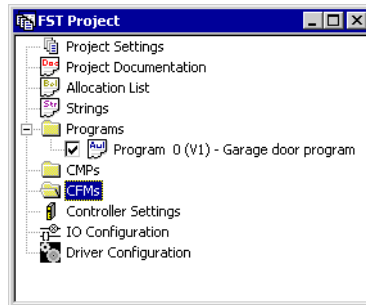 FST Project
Project Settings
Project Documentation
Allocation List
Strings
Programs
Program 0 (V1) - Garage door program
CMPs
CFMs
Controller Settings
IO Configuration
Driver Configuration